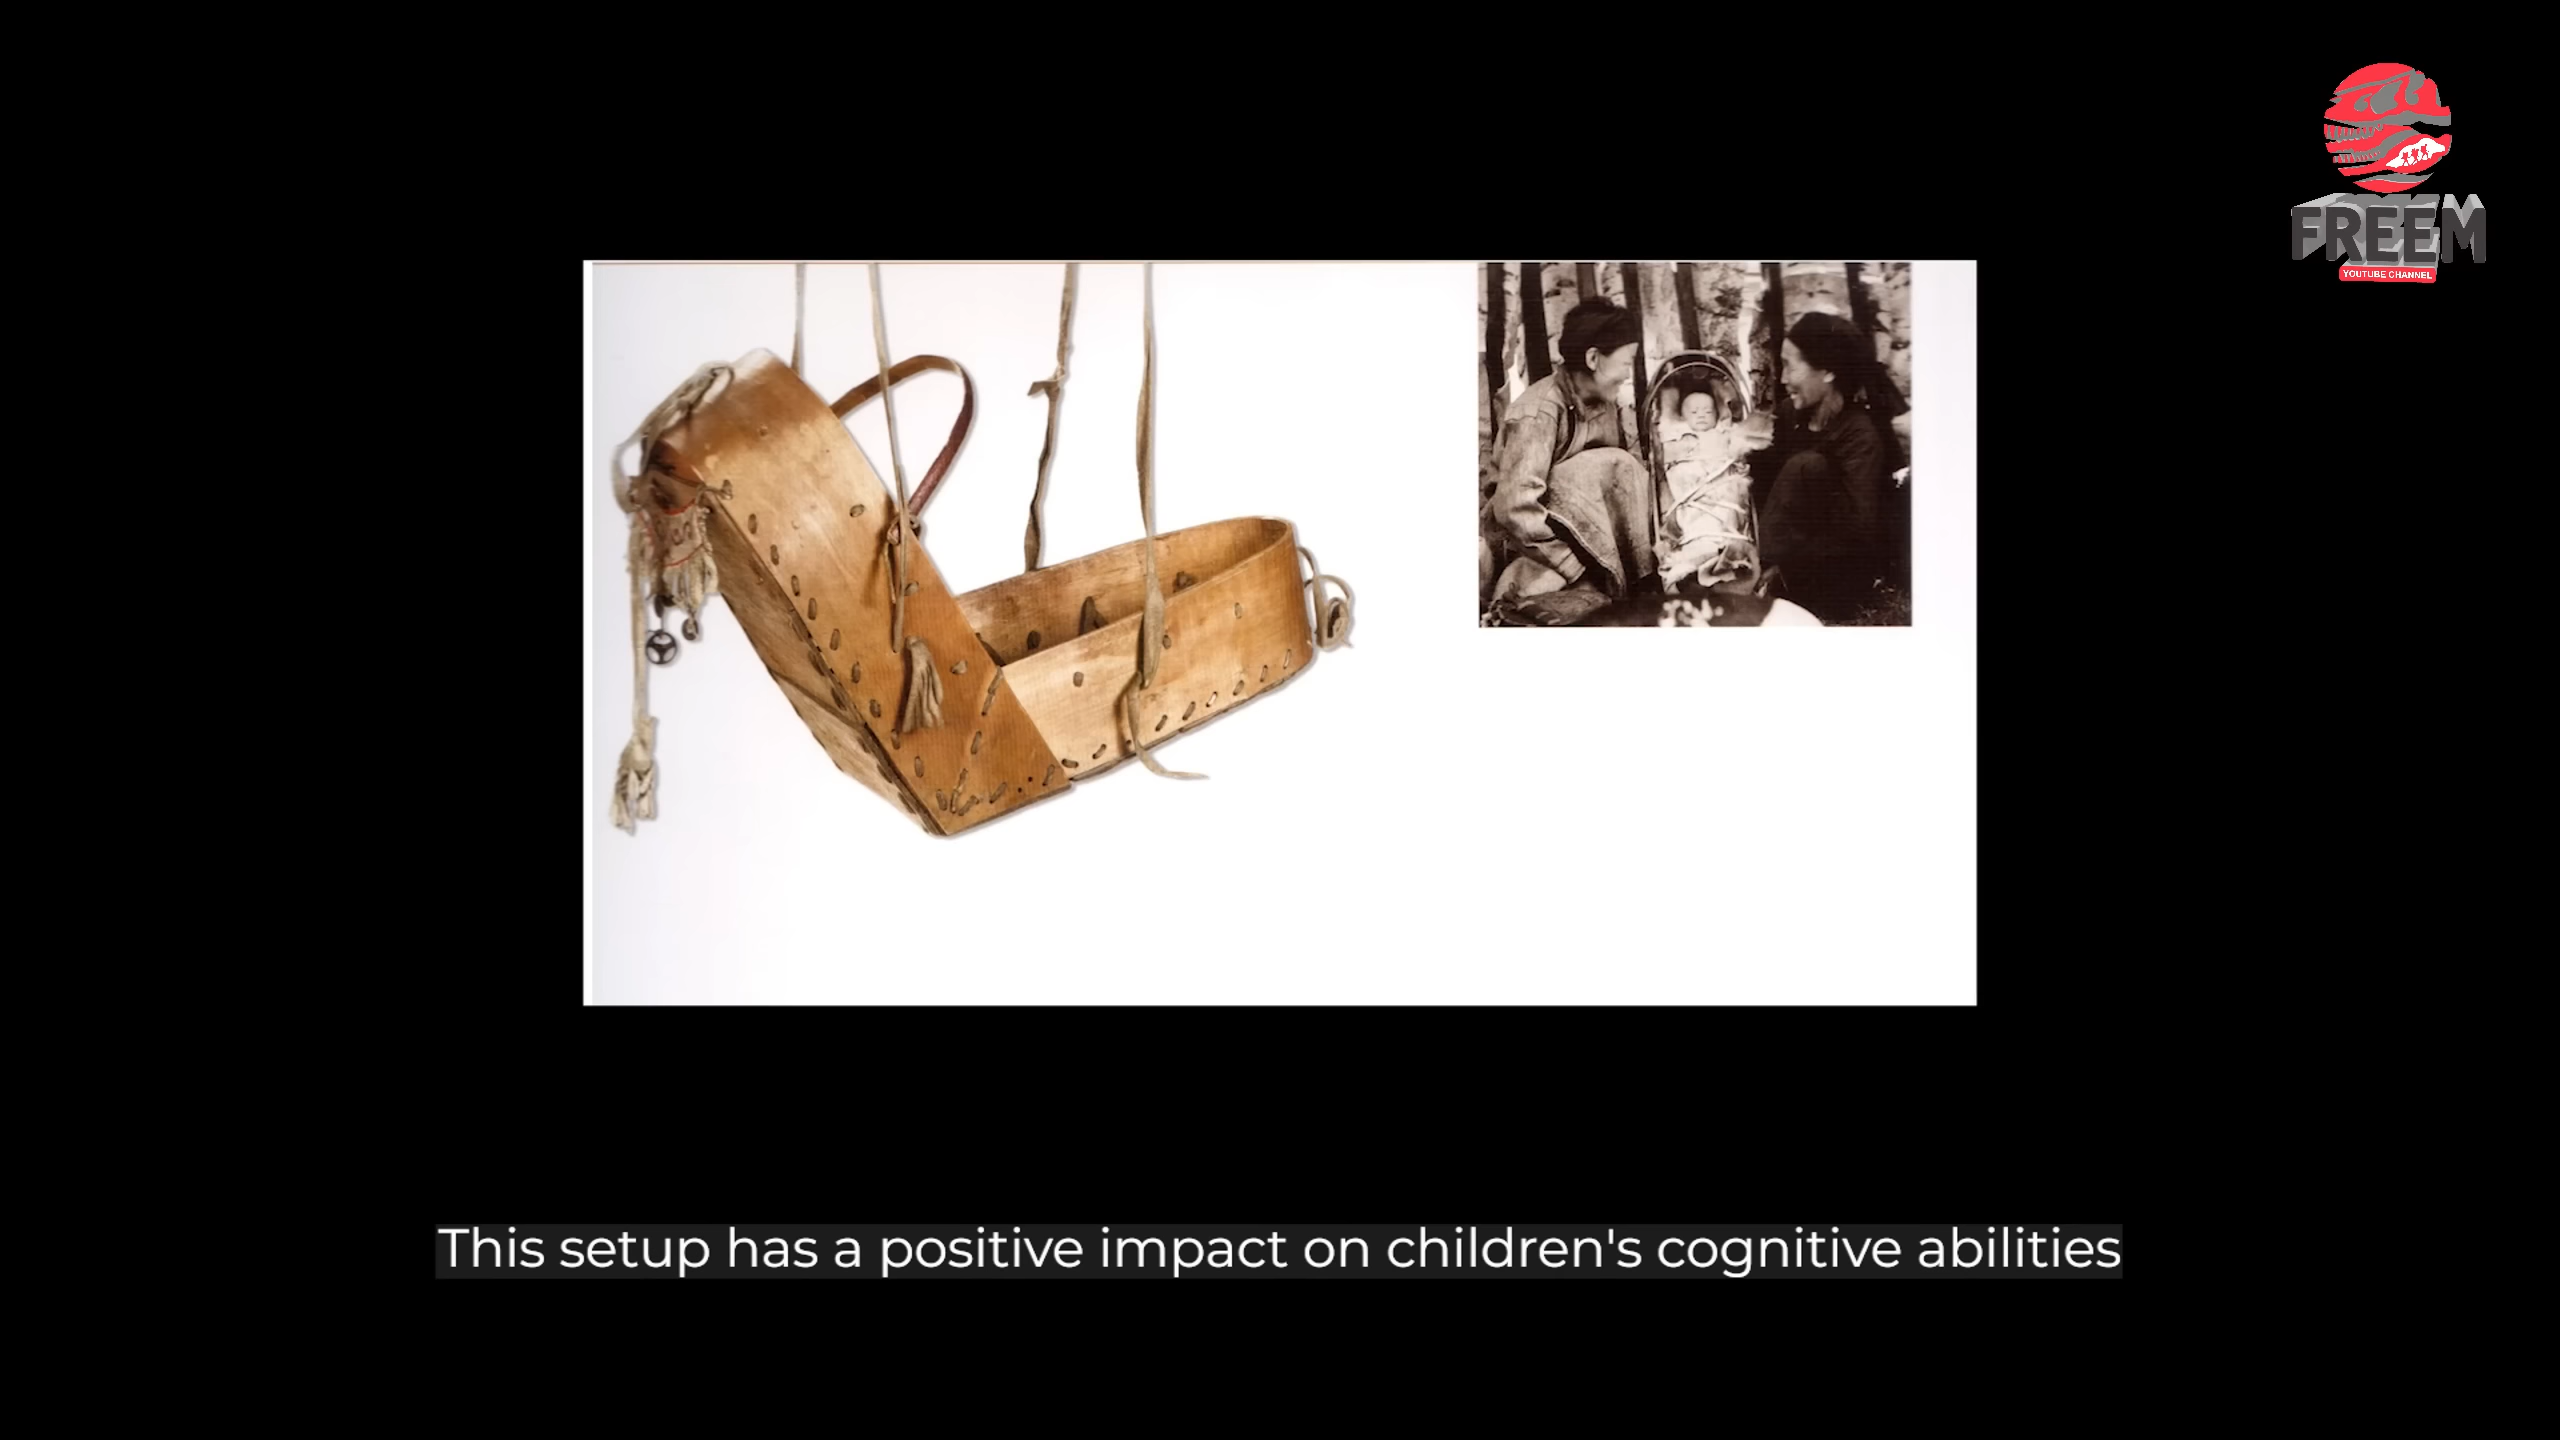 FREEM
YOUTUBE CHANNEL
This setup has a positive impact on children's cognitive abilities